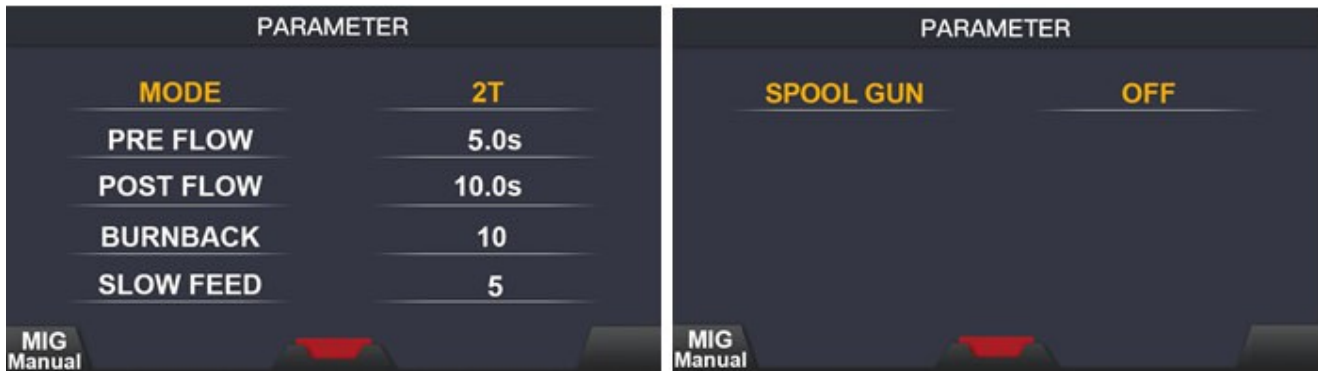 PARAMETER
MODE 2T
PRE FLOW 5.0s
POST FLOW 10.0s
BURNBACK 10
SLOW FEED 5
MIG
Manual
PARAMETER
SPOOL GUN OFF
MIG
Manual